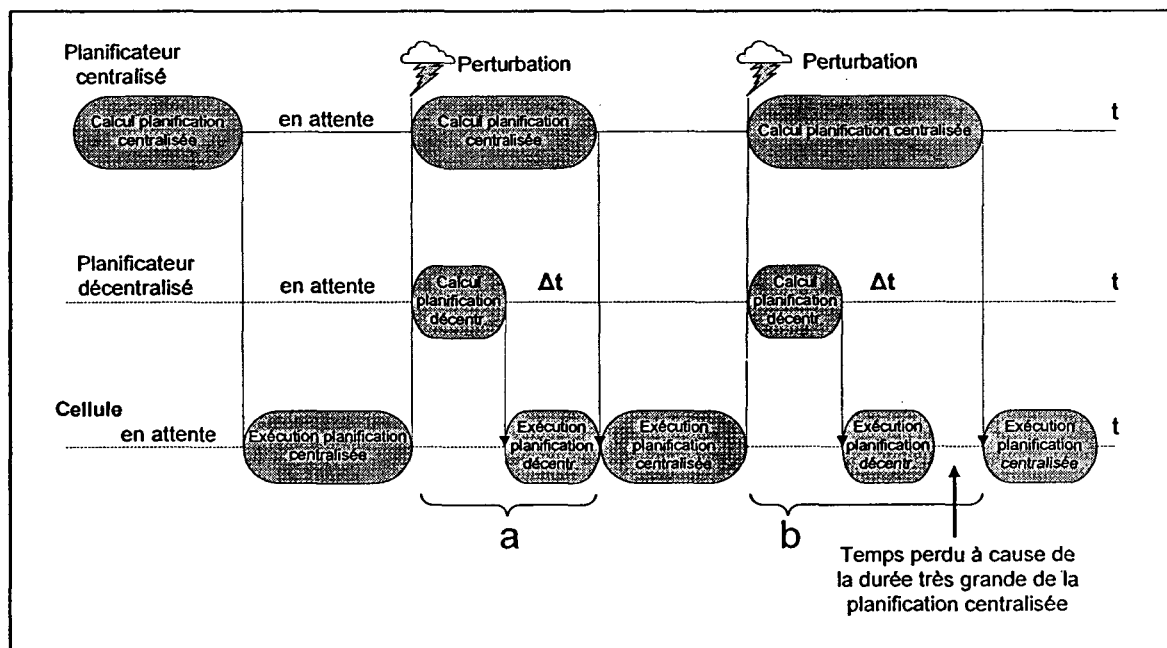 Planificateur
centralisé
Perturbation
Perturbation
Calcul planification
centralisée
en attente
Calcul planification
centralisée
Calcul planification centralisée
t
Planificateur
décentralisé
en attente
Calcul
planification
décentr.
Δt
Calcul
planification
décentr.
Δt
t
Cellule
en attente
Exécution planification
centralisée
Exécution
planification
décentr.
Exécution
planification
centralisée
Exécution
planification
décentr.
Exécution
planification
centralisée
t
a
b
Temps perdu à cause de
la durée très grande de la
planification centralisée